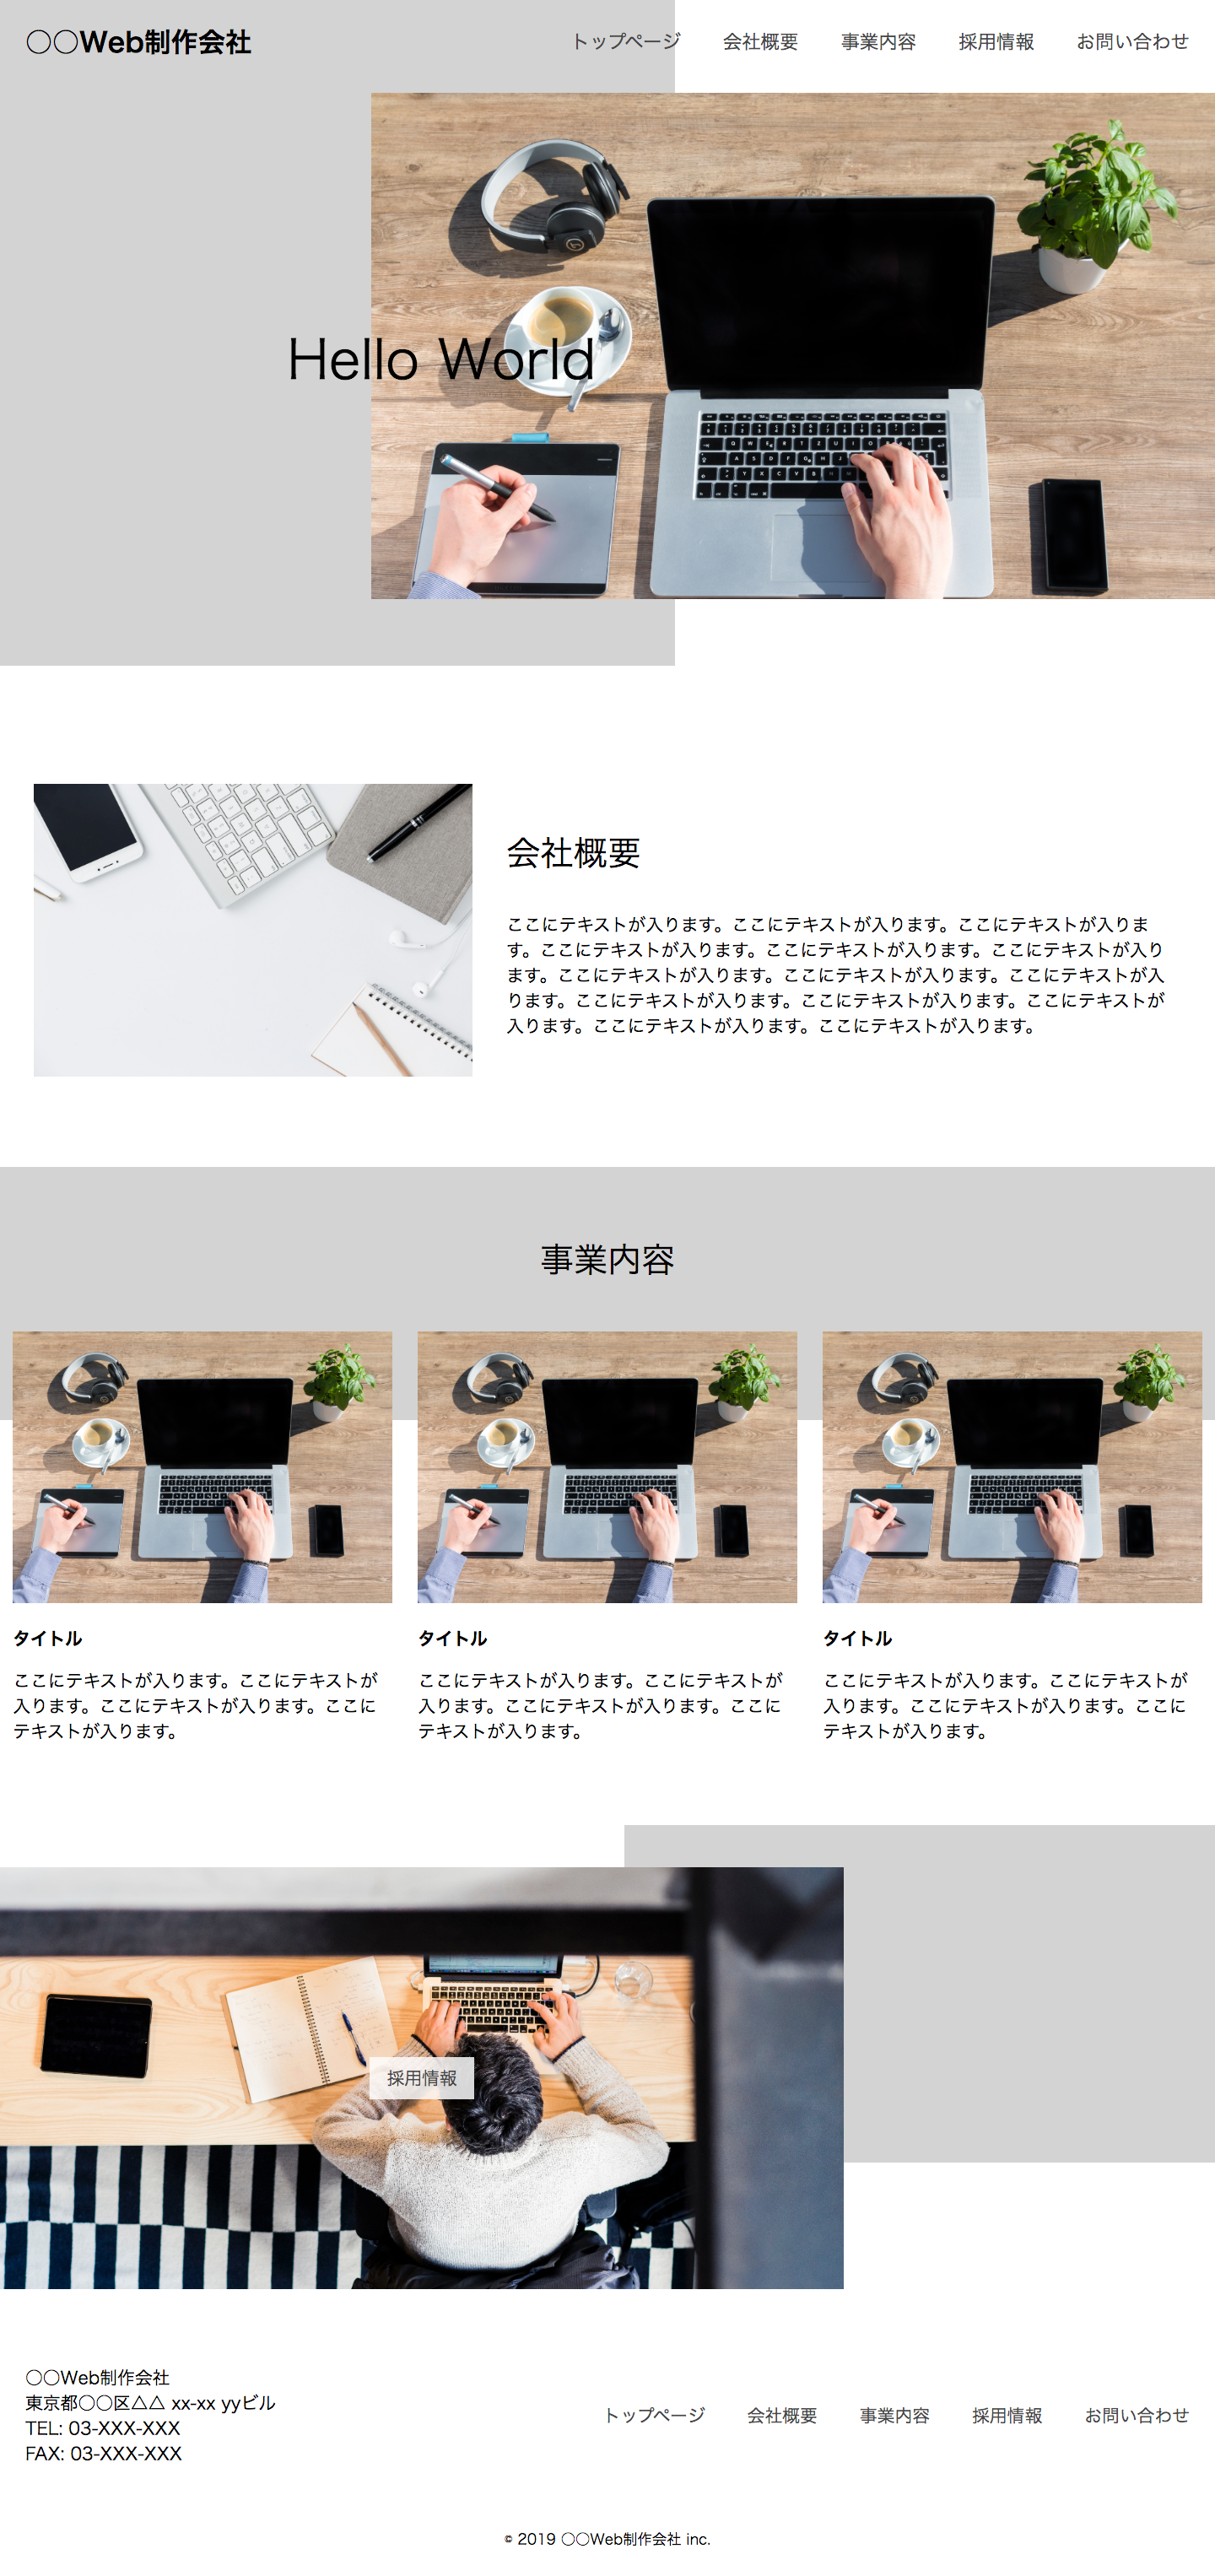 〇〇Web制作会社
トップページ 会社概要 事業内容 採用情報 お問い合わせ
Hello World
会社概要
ここにテキストが入ります。ここにテキストが入ります。ここにテキストが入りま
す。ここにテキストが入ります。ここにテキストが入ります。ここにテキストが入り
ます。ここにテキストが入ります。ここにテキストが入ります。ここにテキストが入
ります。ここにテキストが入ります。ここにテキストが入ります。ここにテキストが
入ります。ここにテキストが入ります。ここにテキストが入ります。
事業内容
タイトル
ここにテキストが入ります。ここにテキストが
入ります。ここにテキストが入ります。ここに
テキストが入ります。
タイトル
ここにテキストが入ります。ここにテキストが
入ります。ここにテキストが入ります。ここに
テキストが入ります。
タイトル
ここにテキストが入ります。ここにテキストが
入ります。ここにテキストが入ります。ここに
テキストが入ります。
採用情報
〇〇Web制作会社
東京都〇〇区△△ xx-xx yyビル
TEL: 03-XXX-XXX
FAX: 03-XXX-XXX
トップページ 会社概要 事業内容 採用情報 お問い合わせ
© 2019 〇〇Web制作会社 inc.